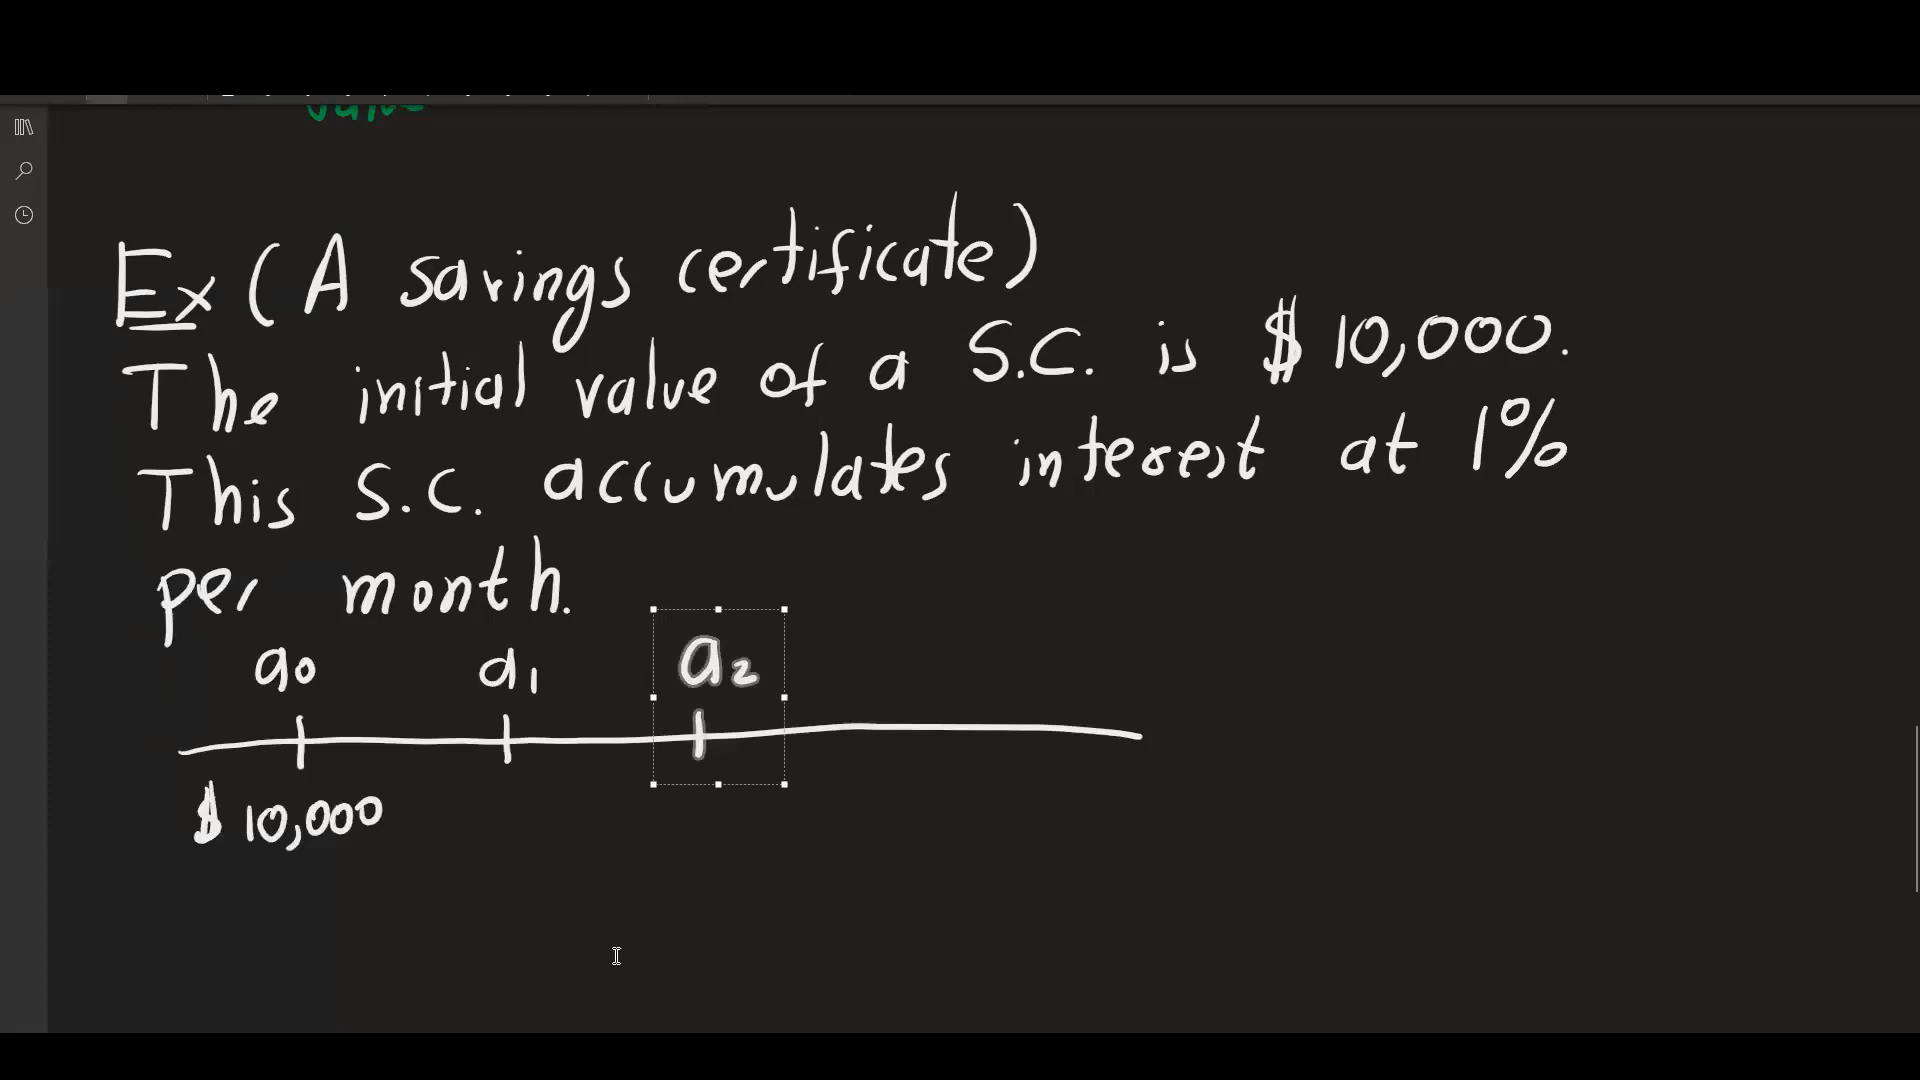 Ex (A savings certificate)
The initial value of a S.C. is $ 10,000.
This S.C. accumulates interest at 1%
per month.
a0 a1 a2
$ 10,000